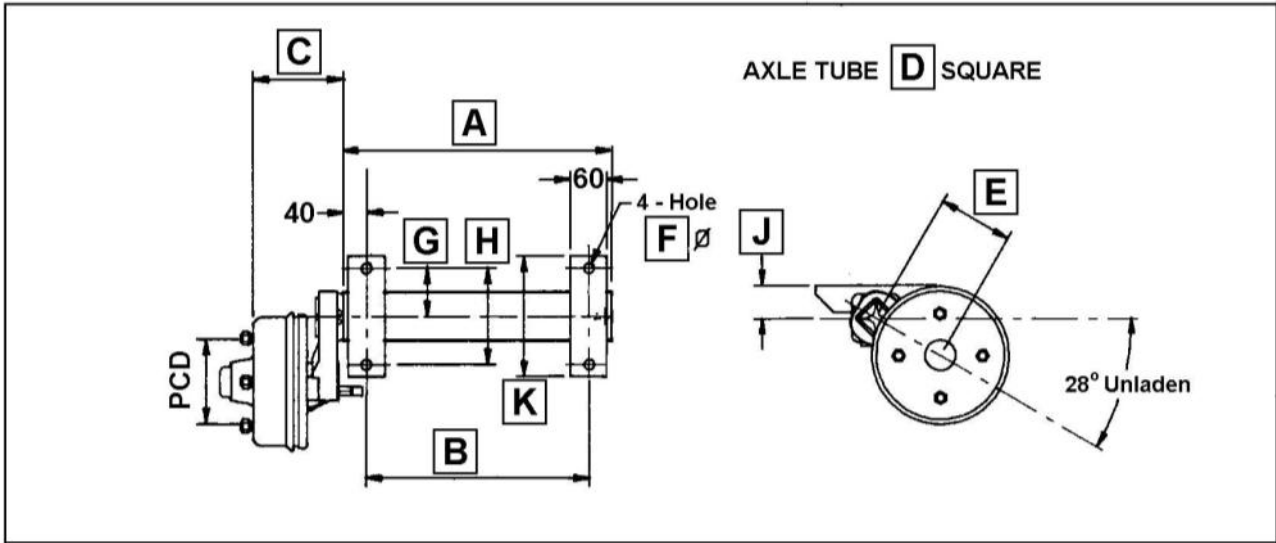 C
AXLE TUBE D SQUARE
A
60
4 - Hole
E
40
G
H
F Ø
J
PCD
K
28° Unladen
B